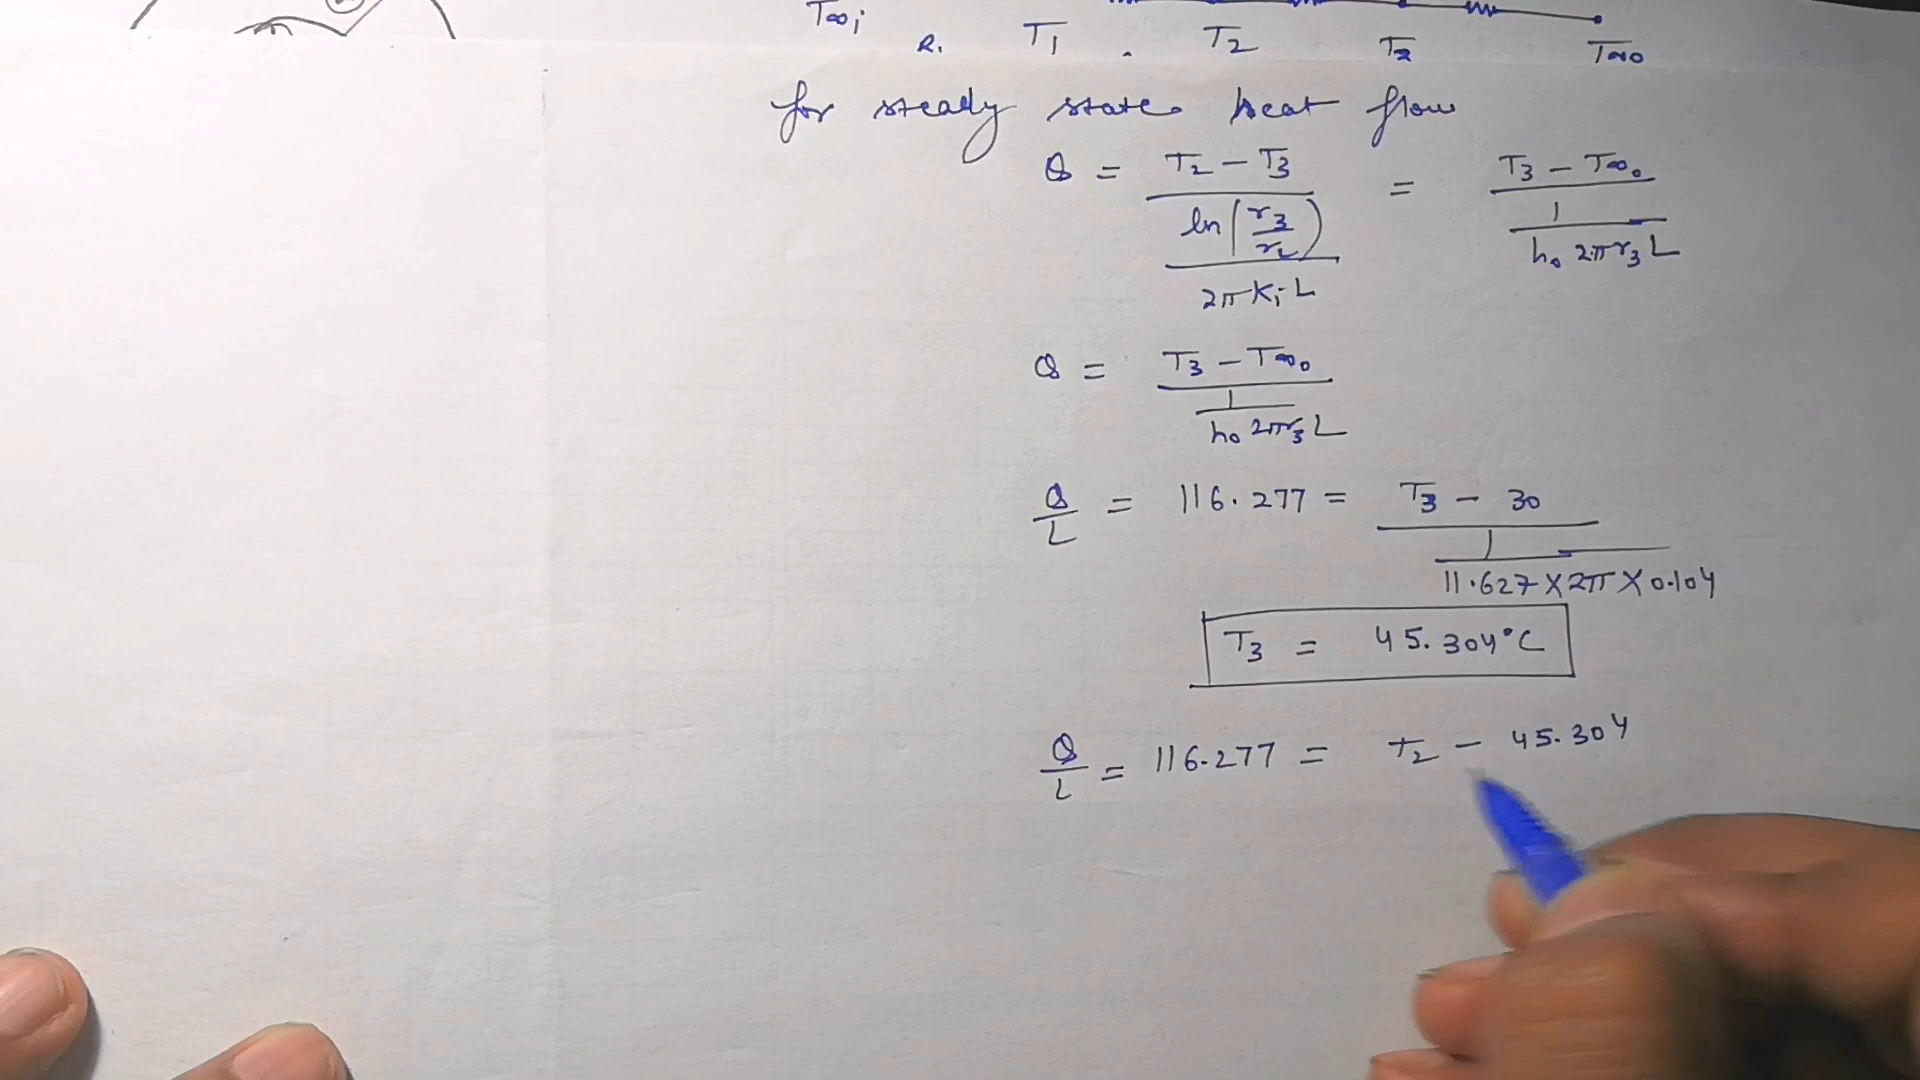 T∞i R. T1 T2 T3 T∞o
for steady state heat flow
Q = (T2 - T3) / (ln(r3/r2) / 2πKiL) = (T3 - T∞o) / (1 / ho 2πr3L)
Q = (T3 - T∞o) / (1 / ho 2πr3L)
Q/L = 116.277 = (T3 - 30) / (1 / 11.627 X 2π X 0.104)
T3 = 45.304°C
Q/L = 116.277 = T2 - 45.304